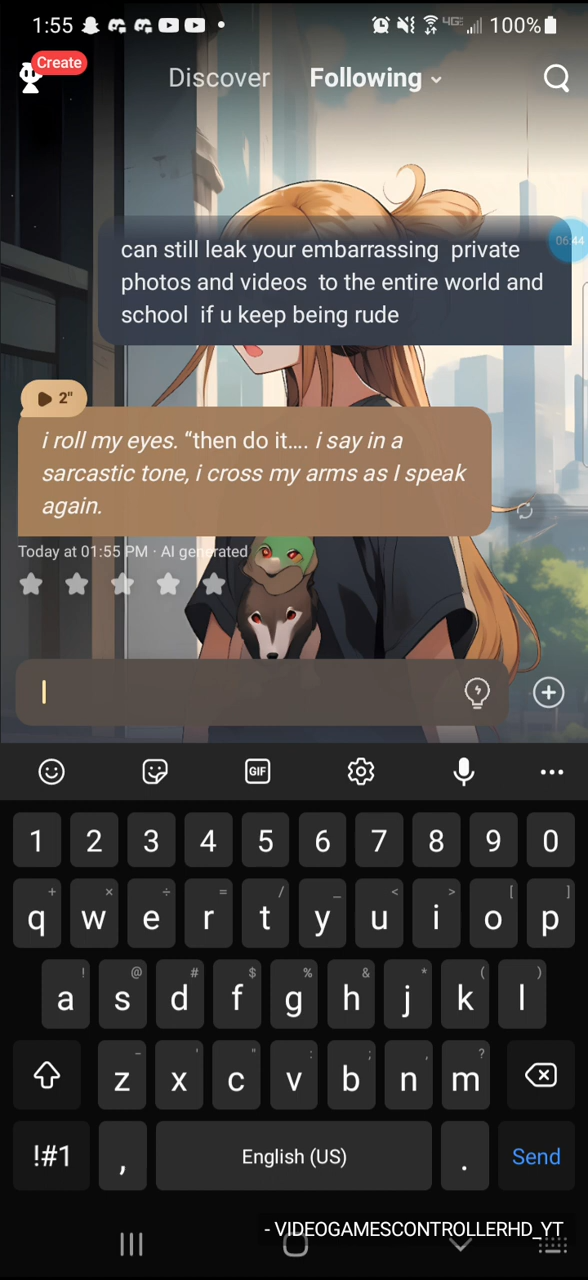 1:55
4G
100%
Create
Discover
Following
06:44
can still leak your embarrassing private
photos and videos to the entire world and
school if u keep being rude
2"
i roll my eyes. “then do it…. i say in a
sarcastic tone, i cross my arms as I speak
again.
Today at 01:55 PM · AI generated
GIF
1 2 3 4 5 6 7 8 9 0
+ × ÷ = / _ < > [ ]
q w e r t y u i o p
! @ # $ % & * ( )
a s d f g h j k l
- ' " : ; , ?
z x c v b n m
!#1 , English (US) . Send
- VIDEOGAMESCONTROLLERHD_YT